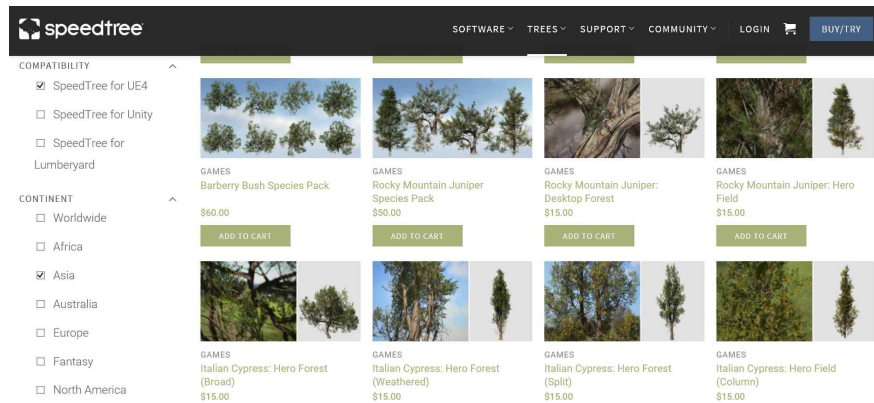 speedtree
SOFTWARE TREES SUPPORT COMMUNITY LOGIN BUY/TRY
COMPATIBILITY
SpeedTree for UE4
SpeedTree for Unity
SpeedTree for
Lumberyard
CONTINENT
Worldwide
Africa
Asia
Australia
Europe
Fantasy
North America
GAMES
Barberry Bush Species Pack
$60.00
ADD TO CART
GAMES
Rocky Mountain Juniper
Species Pack
$50.00
ADD TO CART
GAMES
Rocky Mountain Juniper:
Desktop Forest
$15.00
ADD TO CART
GAMES
Rocky Mountain Juniper: Hero
Field
$15.00
ADD TO CART
GAMES
Italian Cypress: Hero Forest
(Broad)
$15.00
GAMES
Italian Cypress: Hero Forest
(Weathered)
$15.00
GAMES
Italian Cypress: Hero Forest
(Split)
$15.00
GAMES
Italian Cypress: Hero Field
(Column)
$15.00